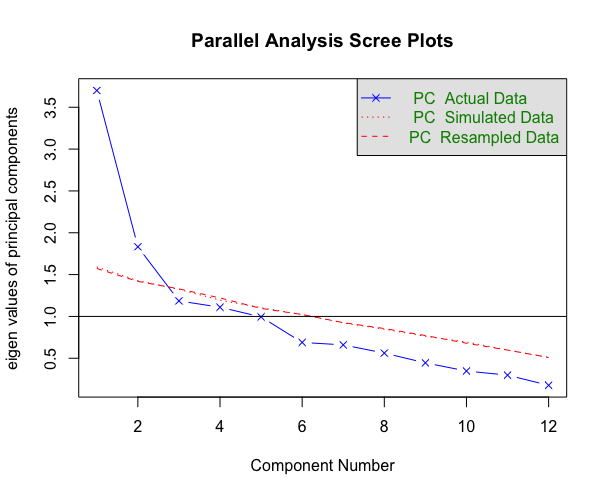 Parallel Analysis Scree Plots
PC Actual Data
PC Simulated Data
PC Resampled Data
eigen values of principal components
3.5
3.0
2.5
2.0
1.5
1.0
0.5
2 4 6 8 10 12
Component Number